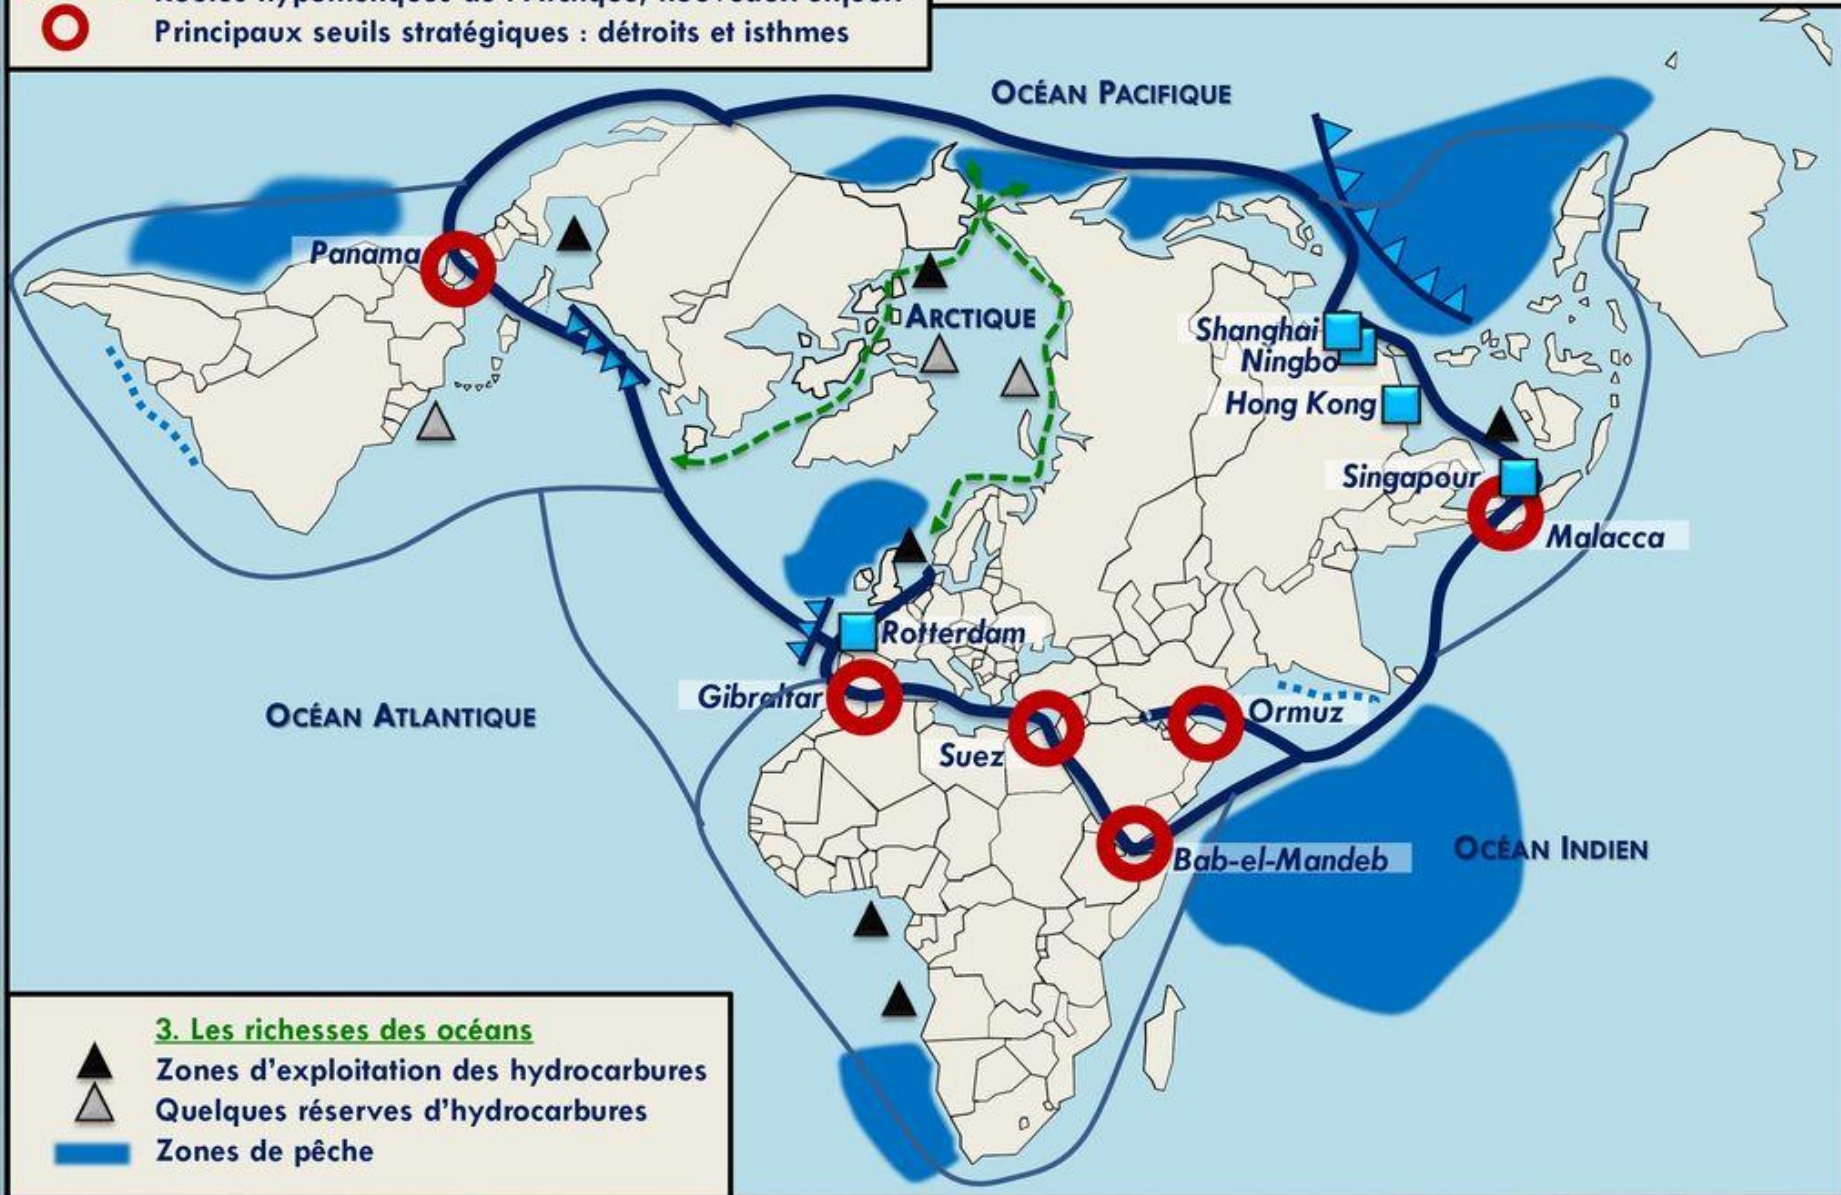 Principaux seuils stratégiques : détroits et isthmes
OCÉAN PACIFIQUE
Panama
ARCTIQUE
Shanghai
Ningbo
Hong Kong
Singapour
Malacca
Rotterdam
Gibraltar
Ormuz
OCÉAN ATLANTIQUE
Suez
OCÉAN INDIEN
Bab-el-Mandeb
3. Les richesses des océans
Zones d'exploitation des hydrocarbures
Quelques réserves d'hydrocarbures
Zones de pêche